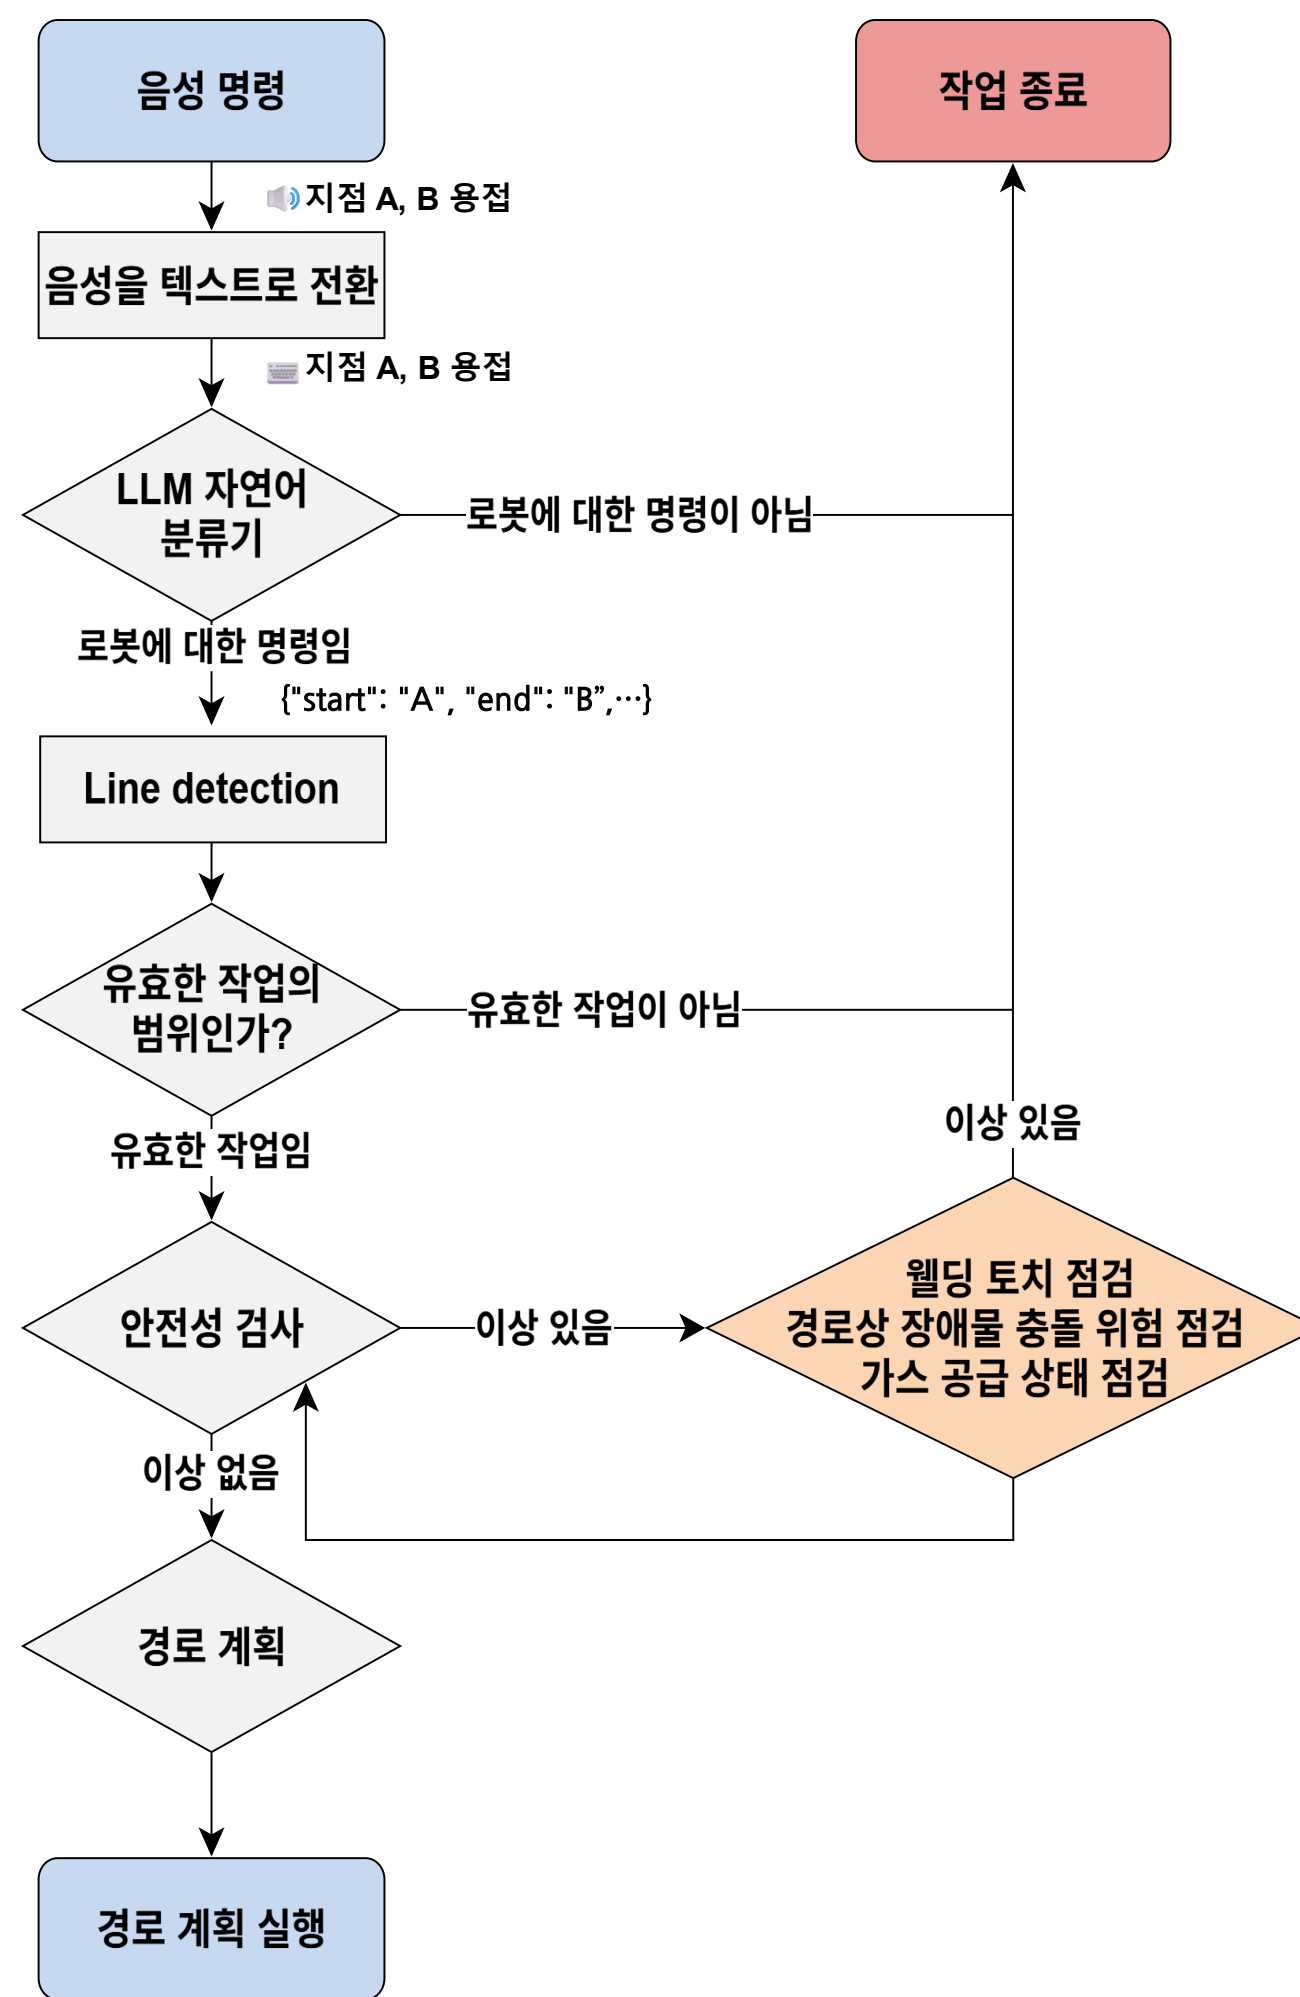 음성 명령
작업 종료
지점 A, B 용접
음성을 텍스트로 전환
지점 A, B 용접
LLM 자연어
분류기
로봇에 대한 명령이 아님
로봇에 대한 명령임
{"start": "A", "end": "B”,⋯}
Line detection
유효한 작업의
범위인가?
유효한 작업이 아님
유효한 작업임
이상 있음
안전성 검사
이상 있음
웰딩 토치 점검
경로상 장애물 충돌 위험 점검
가스 공급 상태 점검
이상 없음
경로 계획
경로 계획 실행